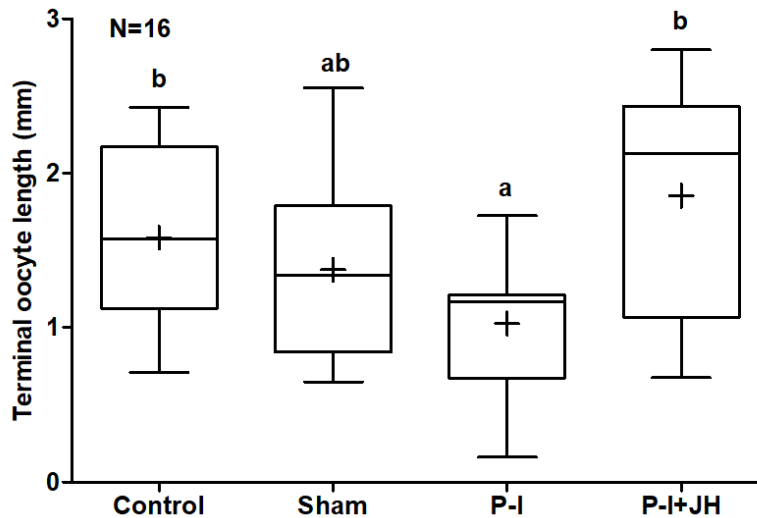 Terminal oocyte length (mm)
3
2
1
0
N=16
b
ab
a
b
Control
Sham
P-I
P-I+JH